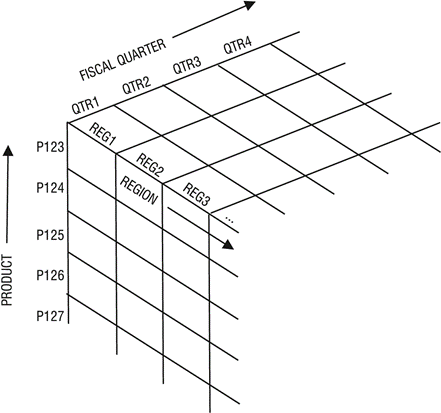 FISCAL QUARTER
QTR1 QTR2 QTR3 QTR4
REG1
REG2
REG3
...
REGION
P123
P124
P125
P126
P127
PRODUCT